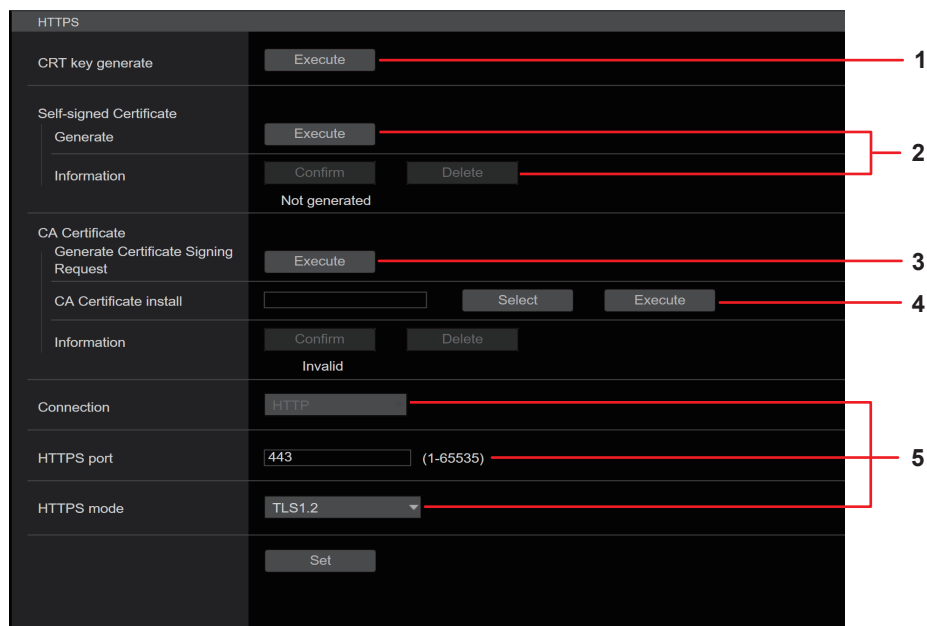 HTTPS
CRT key generate
Execute
1
Self-signed Certificate
Generate
Execute
2
Information
Confirm
Delete
Not generated
CA Certificate
Generate Certificate Signing
Request
Execute
3
CA Certificate install
Select
Execute
4
Information
Confirm
Delete
Invalid
Connection
HTTP
HTTPS port
443
(1-65535)
5
HTTPS mode
TLS1.2
Set